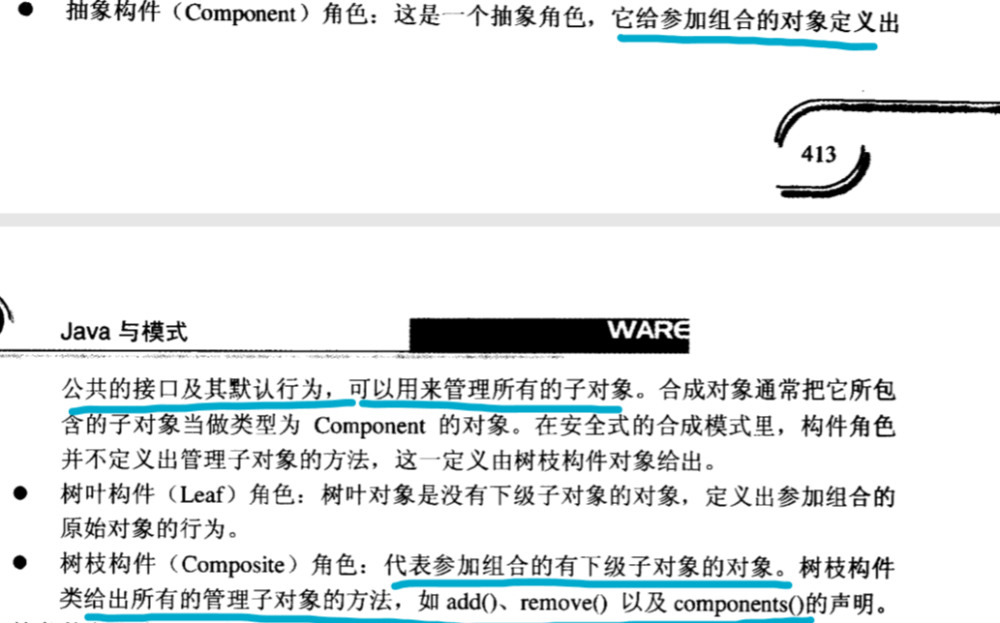 ● 抽象构件（Component）角色：这是一个抽象角色，它给参加组合的对象定义出
413
Java 与模式
WARE
公共的接口及其默认行为，可以用来管理所有的子对象。合成对象通常把它所包
含的子对象当做类型为 Component 的对象。在安全式的合成模式里，构件角色
并不定义出管理子对象的方法，这一定义由树枝构件对象给出。
● 树叶构件（Leaf）角色：树叶对象是没有下级子对象的对象，定义出参加组合的
原始对象的行为。
● 树枝构件（Composite）角色：代表参加组合的有下级子对象的对象。树枝构件
类给出所有的管理子对象的方法，如 add()、remove() 以及 components()的声明。